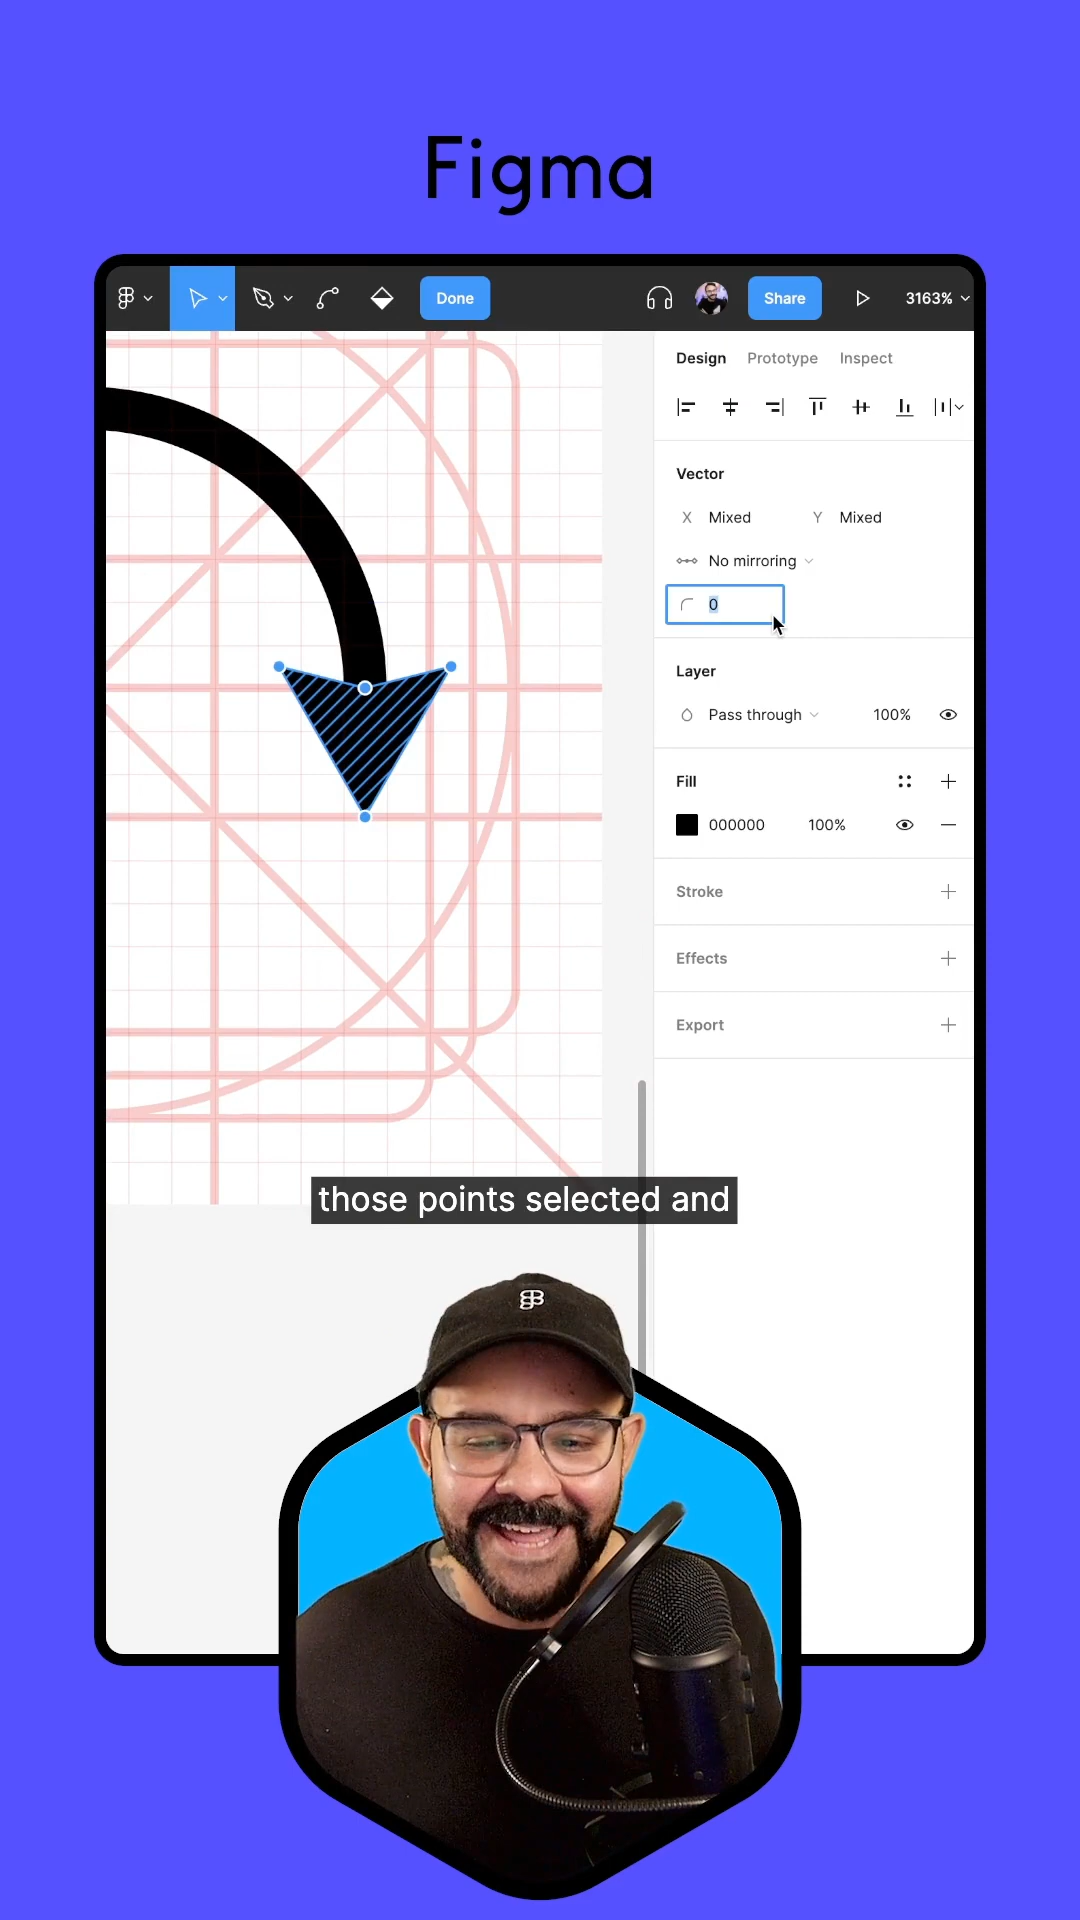 Figma
Done
Share
3163%
Design Prototype Inspect
Vector
X Mixed Y Mixed
No mirroring
0
Layer
Pass through 100%
Fill
000000 100%
Stroke
Effects
Export
those points selected and